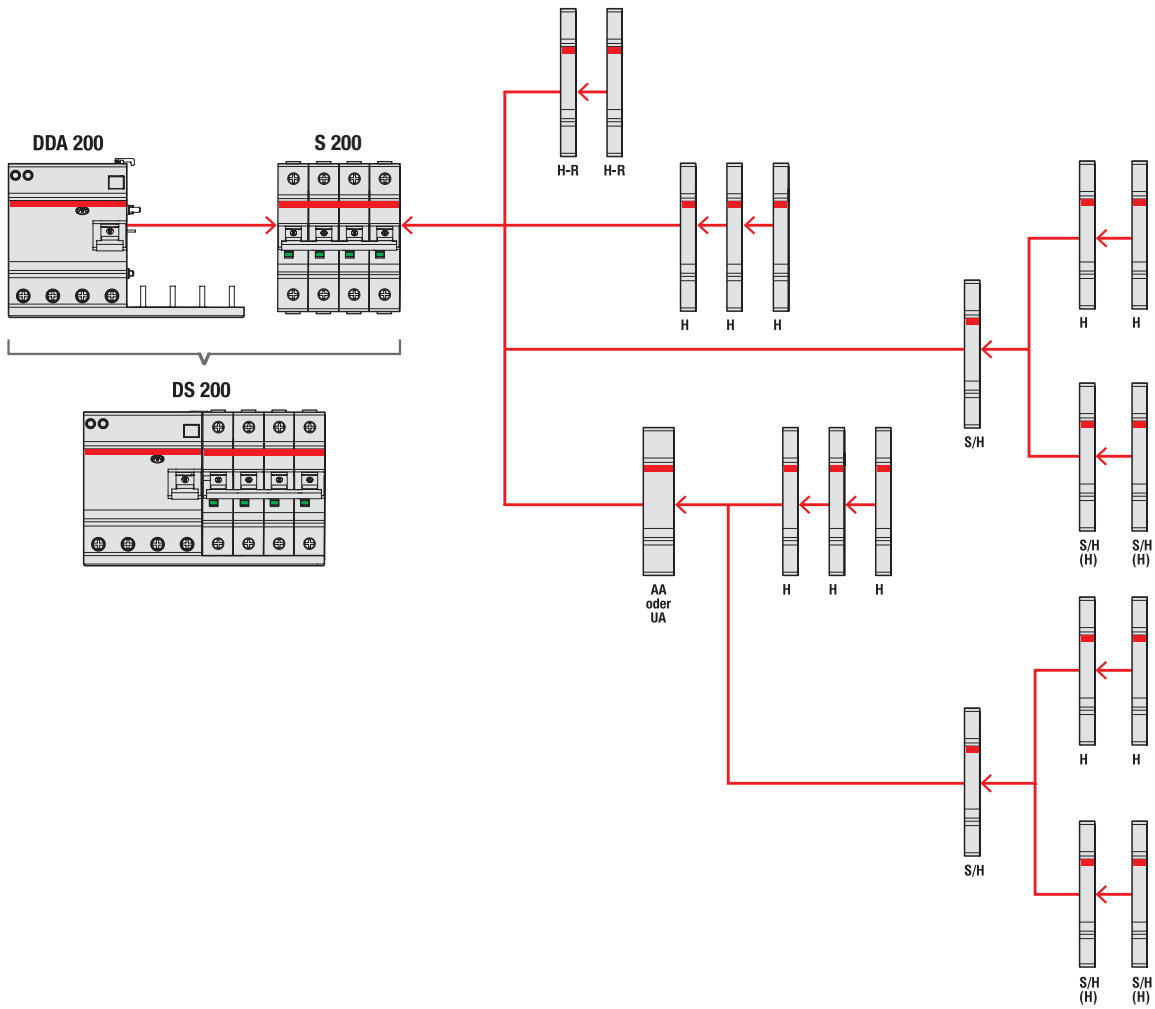 H-R H-R
DDA 200 S 200
H H H
H H
DS 200
S/H
S/H S/H
(H) (H)
AA
oder
UA
H H H
H H
S/H
S/H S/H
(H) (H)